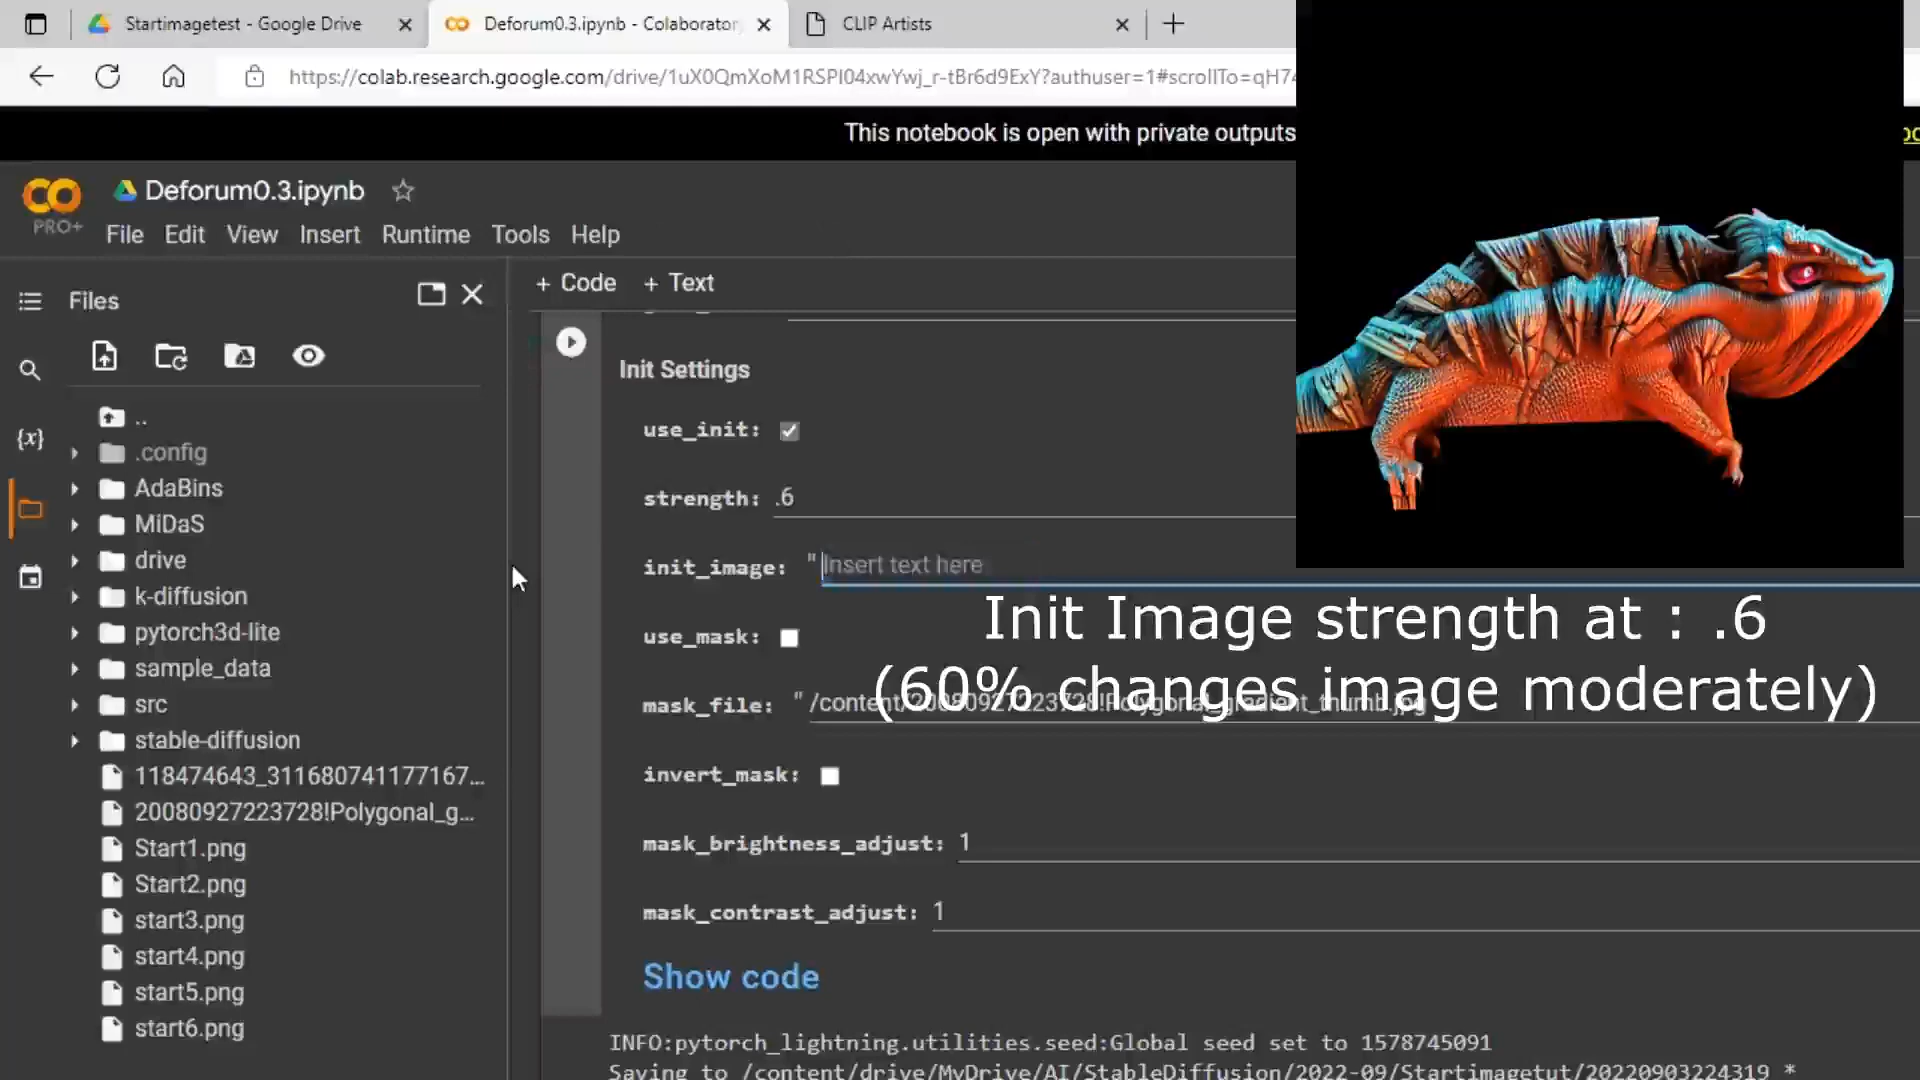 Startimagetest - Google Drive
Deforum0.3.ipynb - Colaborator
CLIP Artists
https://colab.research.google.com/drive/1uX0QmXoM1RSPI04xwYwj_r-tBr6d9ExY?authuser=1#scrollTo=qH74
This notebook is open with private outputs
PRO+
Deforum0.3.ipynb
File Edit View Insert Runtime Tools Help
+ Code + Text
Files
{x}
..
.config
AdaBins
MiDaS
drive
k-diffusion
pytorch3d-lite
sample_data
src
stable-diffusion
118474643_311680741177167...
20080927223728!Polygonal_g...
Start1.png
Start2.png
start3.png
start4.png
start5.png
start6.png
Init Settings
use_init:
strength: .6
init_image: " Insert text here
Init Image strength at : .6
use_mask:
(60% changes image moderately)
mask_file: " /content/20080927223728!Polygonal_gradient_thumb.jpg
invert_mask:
mask_brightness_adjust: 1
mask_contrast_adjust: 1
Show code
INFO:pytorch_lightning.utilities.seed:Global seed set to 1578745091
Saving to /content/drive/MyDrive/AI/StableDiffusion/2022-09/Startimagetut/20220903224319_*